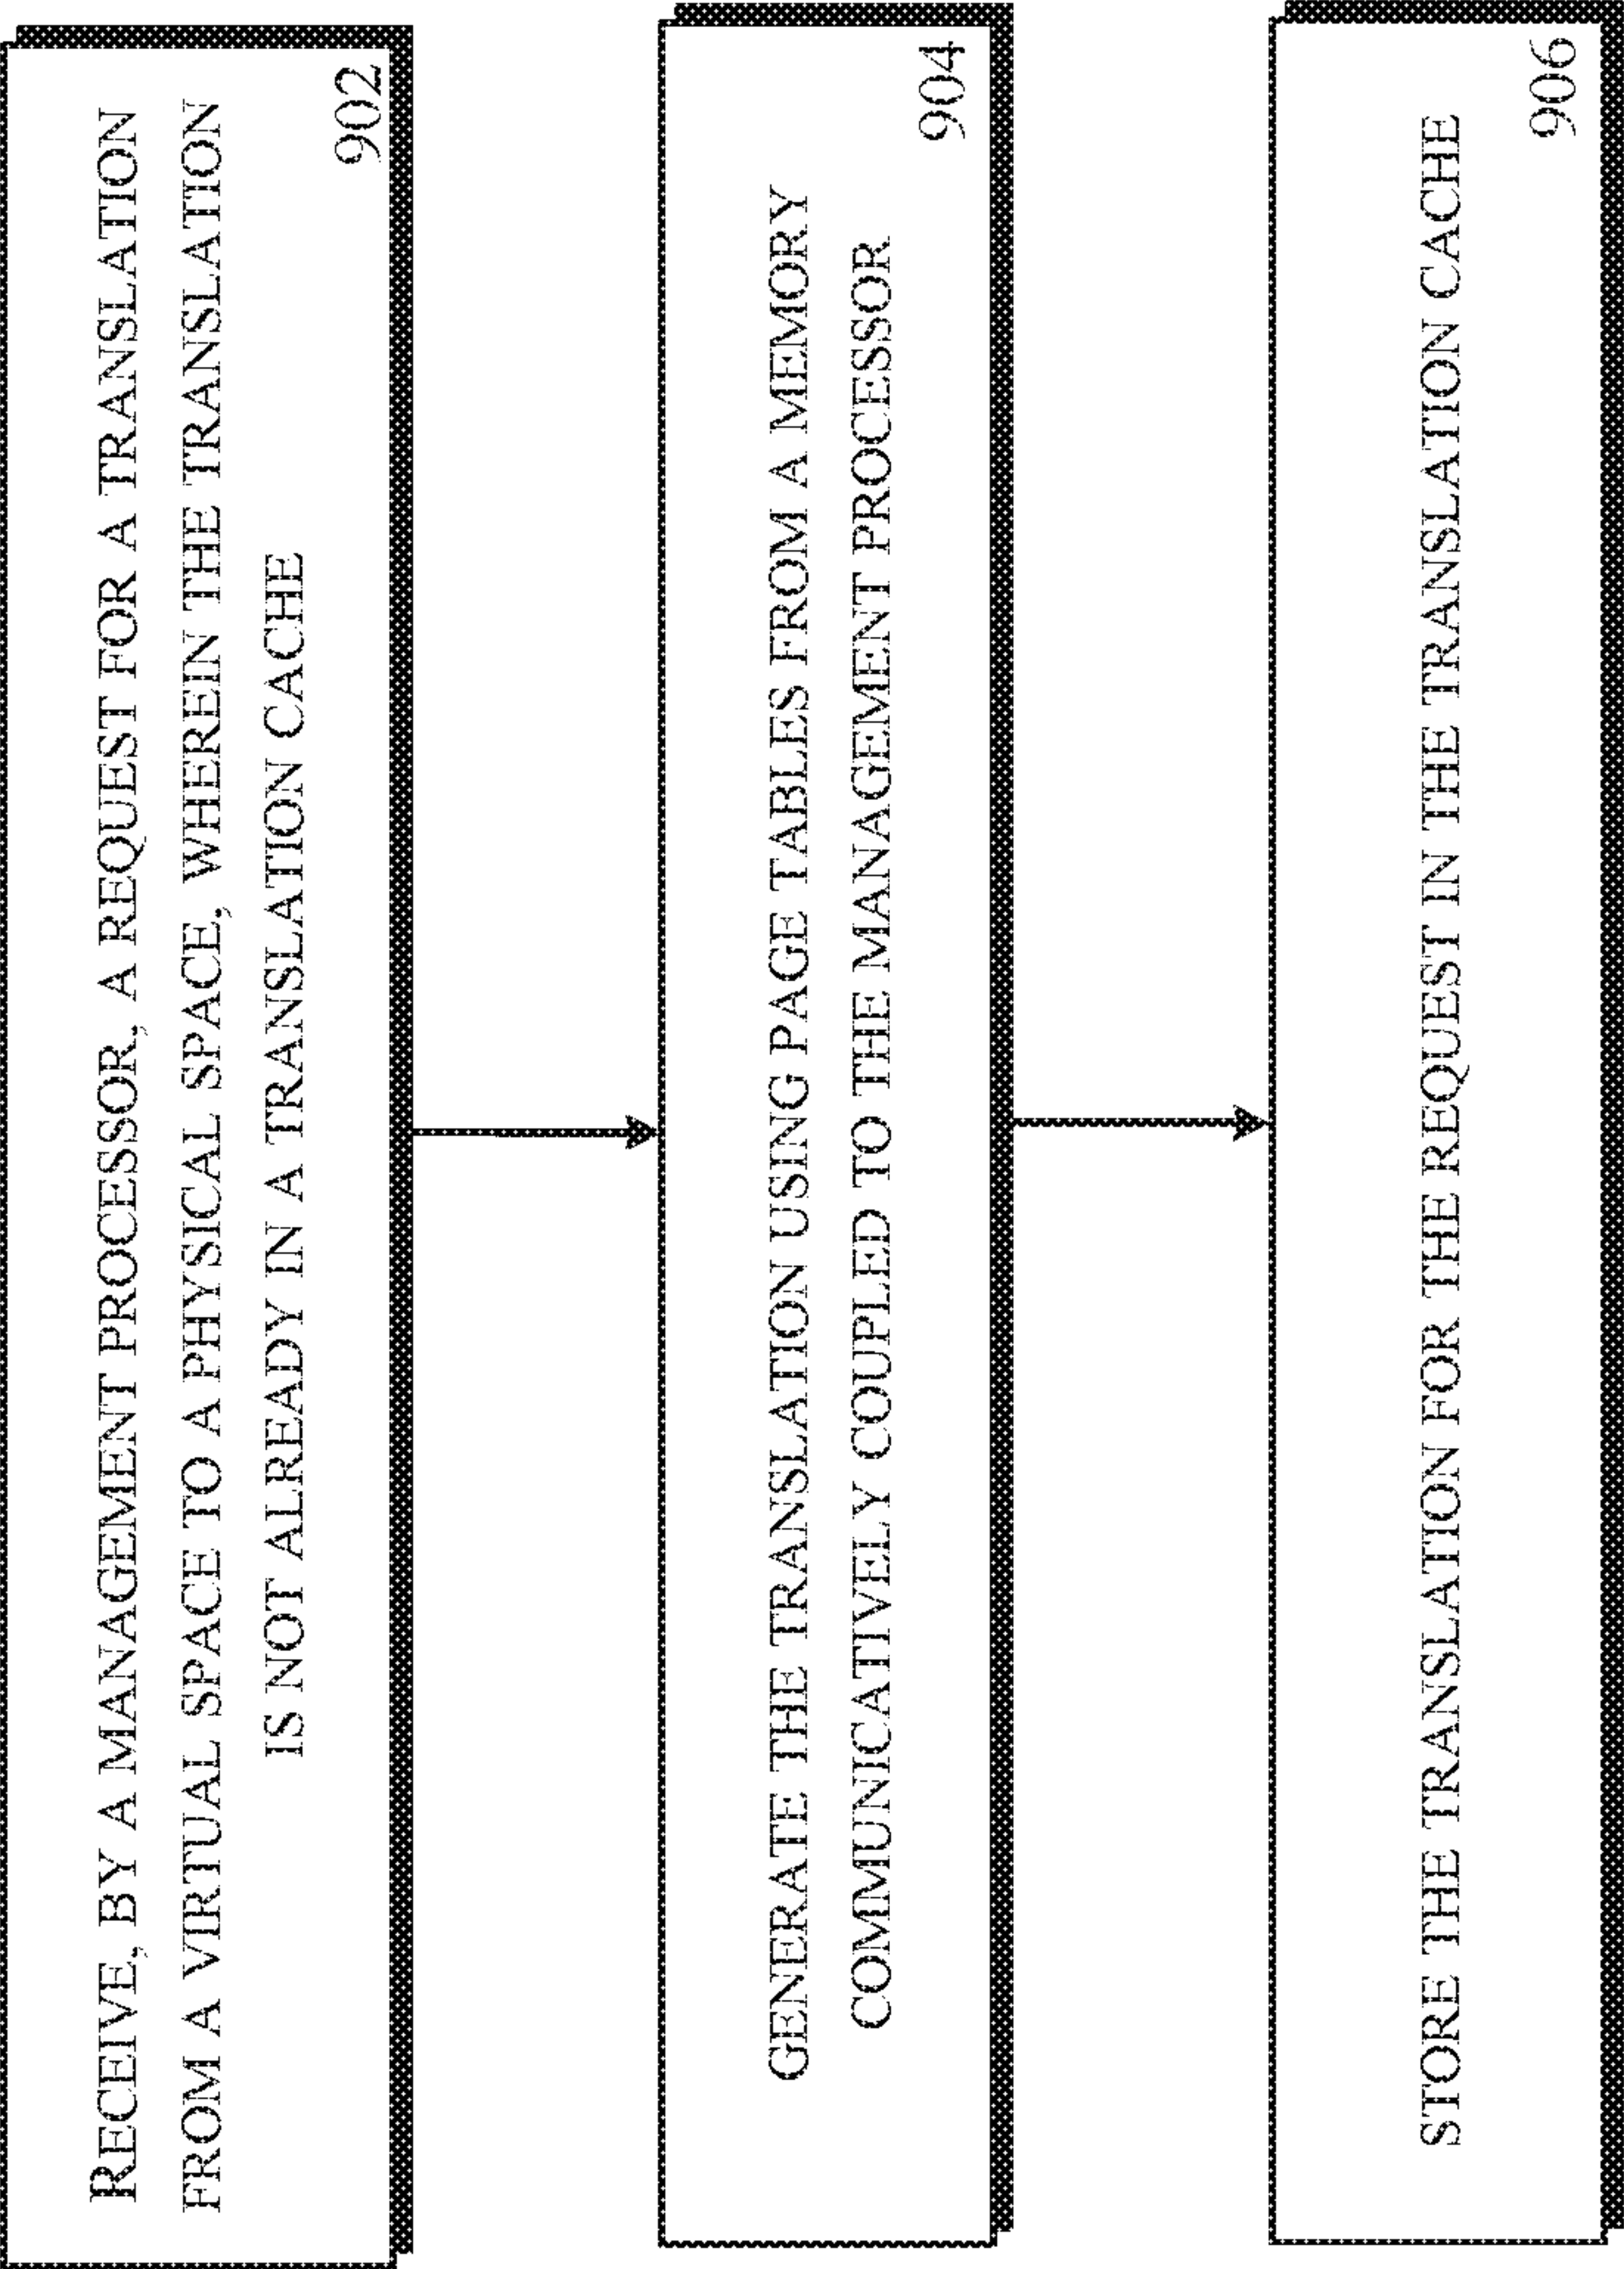 RECEIVE, BY A MANAGEMENT PROCESSOR, A REQUEST FOR A TRANSLATION
FROM A VIRTUAL SPACE TO A PHYSICAL SPACE, WHEREIN THE TRANSLATION
IS NOT ALREADY IN A TRANSLATION CACHE
902
GENERATE THE TRANSLATION USING PAGE TABLES FROM A MEMORY
COMMUNICATIVELY COUPLED TO THE MANAGEMENT PROCESSOR
904
STORE THE TRANSLATION FOR THE REQUEST IN THE TRANSLATION CACHE
906